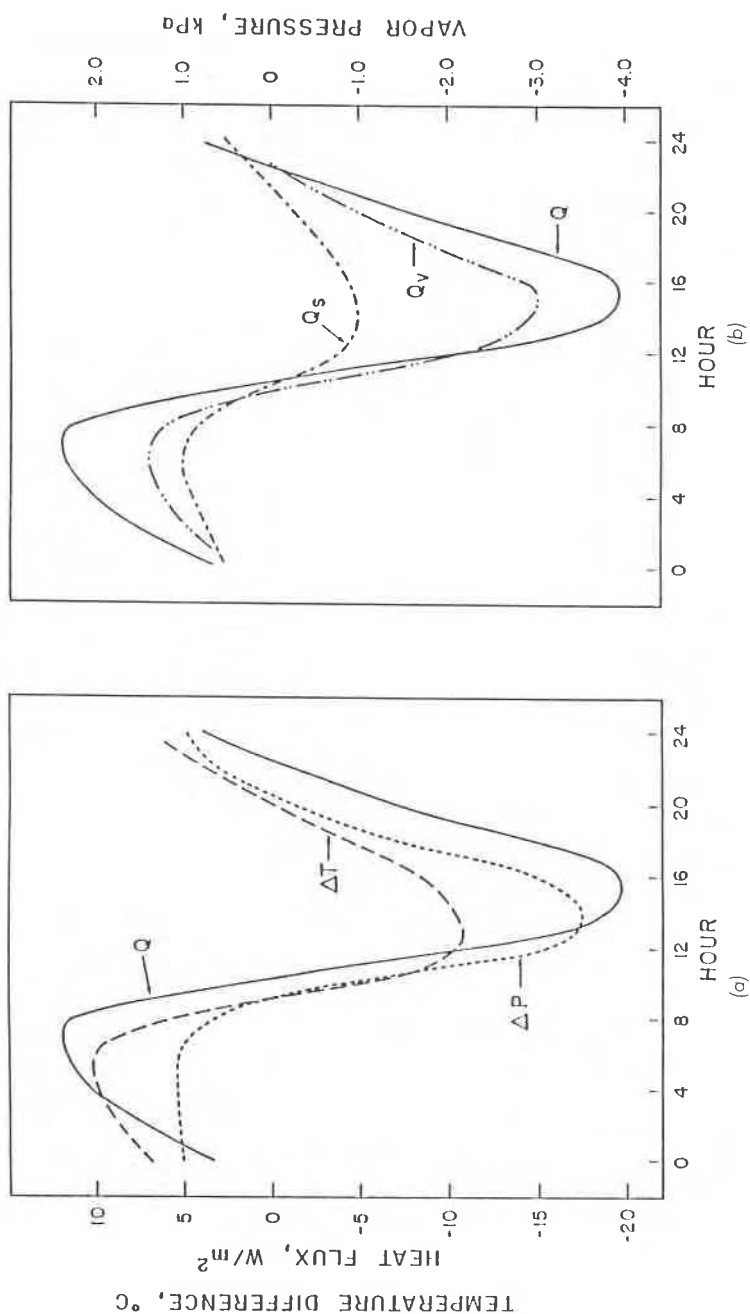 TEMPERATURE DIFFERENCE, °C
HEAT FLUX, W/m²
10
5
0
-5
-10
-15
-20
Q
ΔT
ΔP
0 4 8 12 16 20 24
HOUR
(a)
Qs
Qv
Q
0 4 8 12 16 20 24
HOUR
(b)
2.0
1.0
0
-1.0
-2.0
-3.0
-4.0
VAPOR PRESSURE, kPa